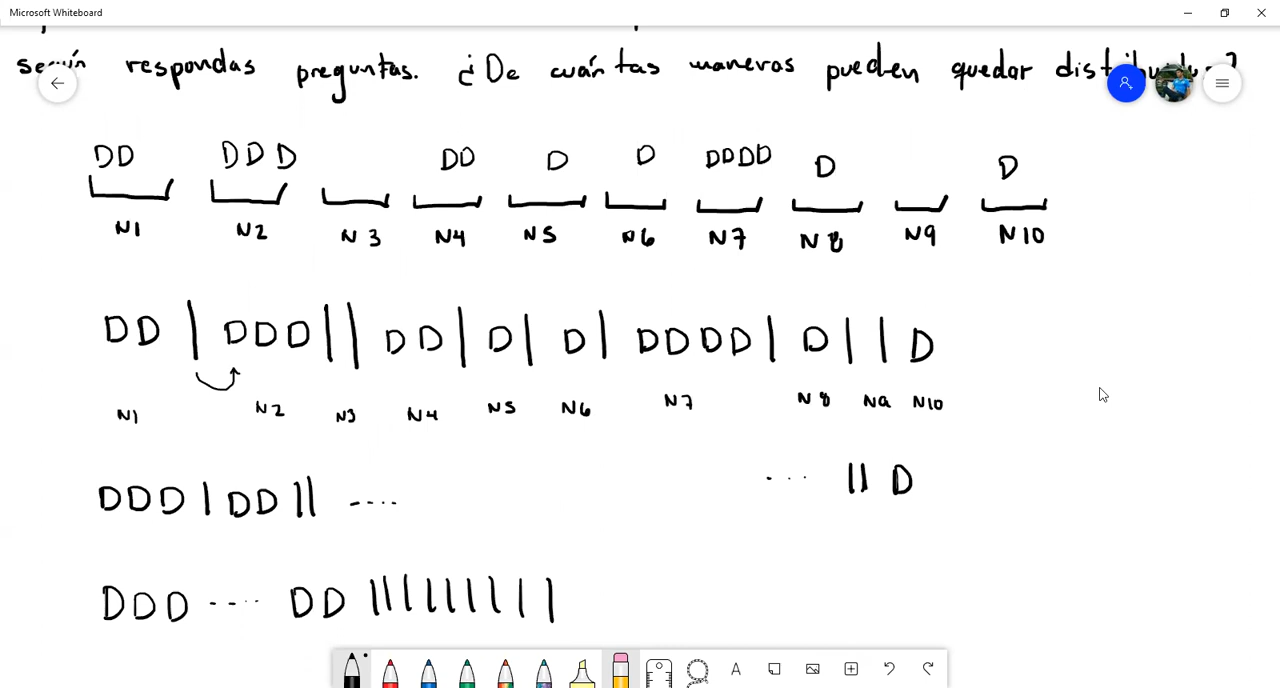 Microsoft Whiteboard
según respondas preguntas. ¿De cuántas maneras pueden quedar
DD DDD DD D D DDDD D D
N1 N2 N3 N4 N5 N6 N7 N8 N9 N10
DD | DDD || DD | D | D | DDDD | D | | D
N1 N2 N3 N4 N5 N6 N7 N8 N9 N10
DDD | DD || .... ... || D
DDD .... DD |||||||||
A